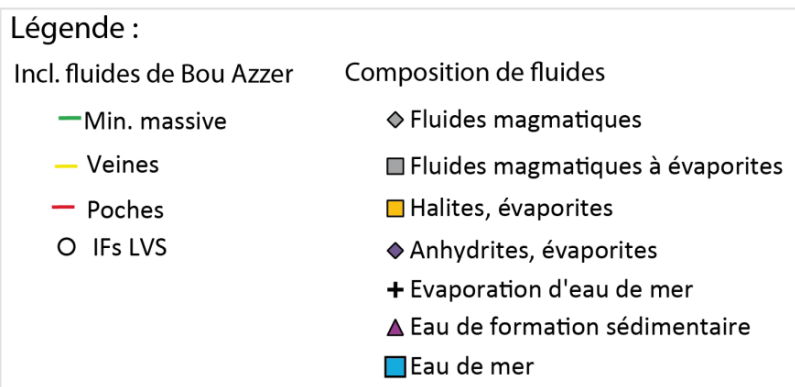 Légende :
Incl. fluides de Bou Azzer
Min. massive
Veines
Poches
IFs LVS
Composition de fluides
Fluides magmatiques
Fluides magmatiques à évaporites
Halites, évaporites
Anhydrites, évaporites
Evaporation d'eau de mer
Eau de formation sédimentaire
Eau de mer